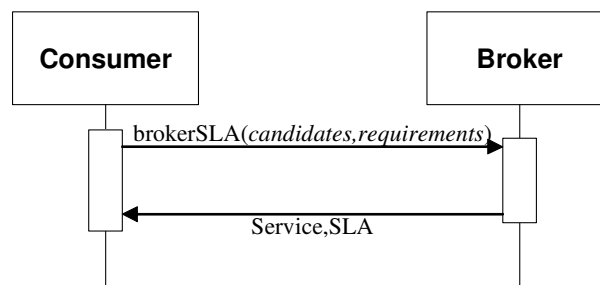 Consumer
Broker
brokerSLA(candidates,requirements)
Service,SLA